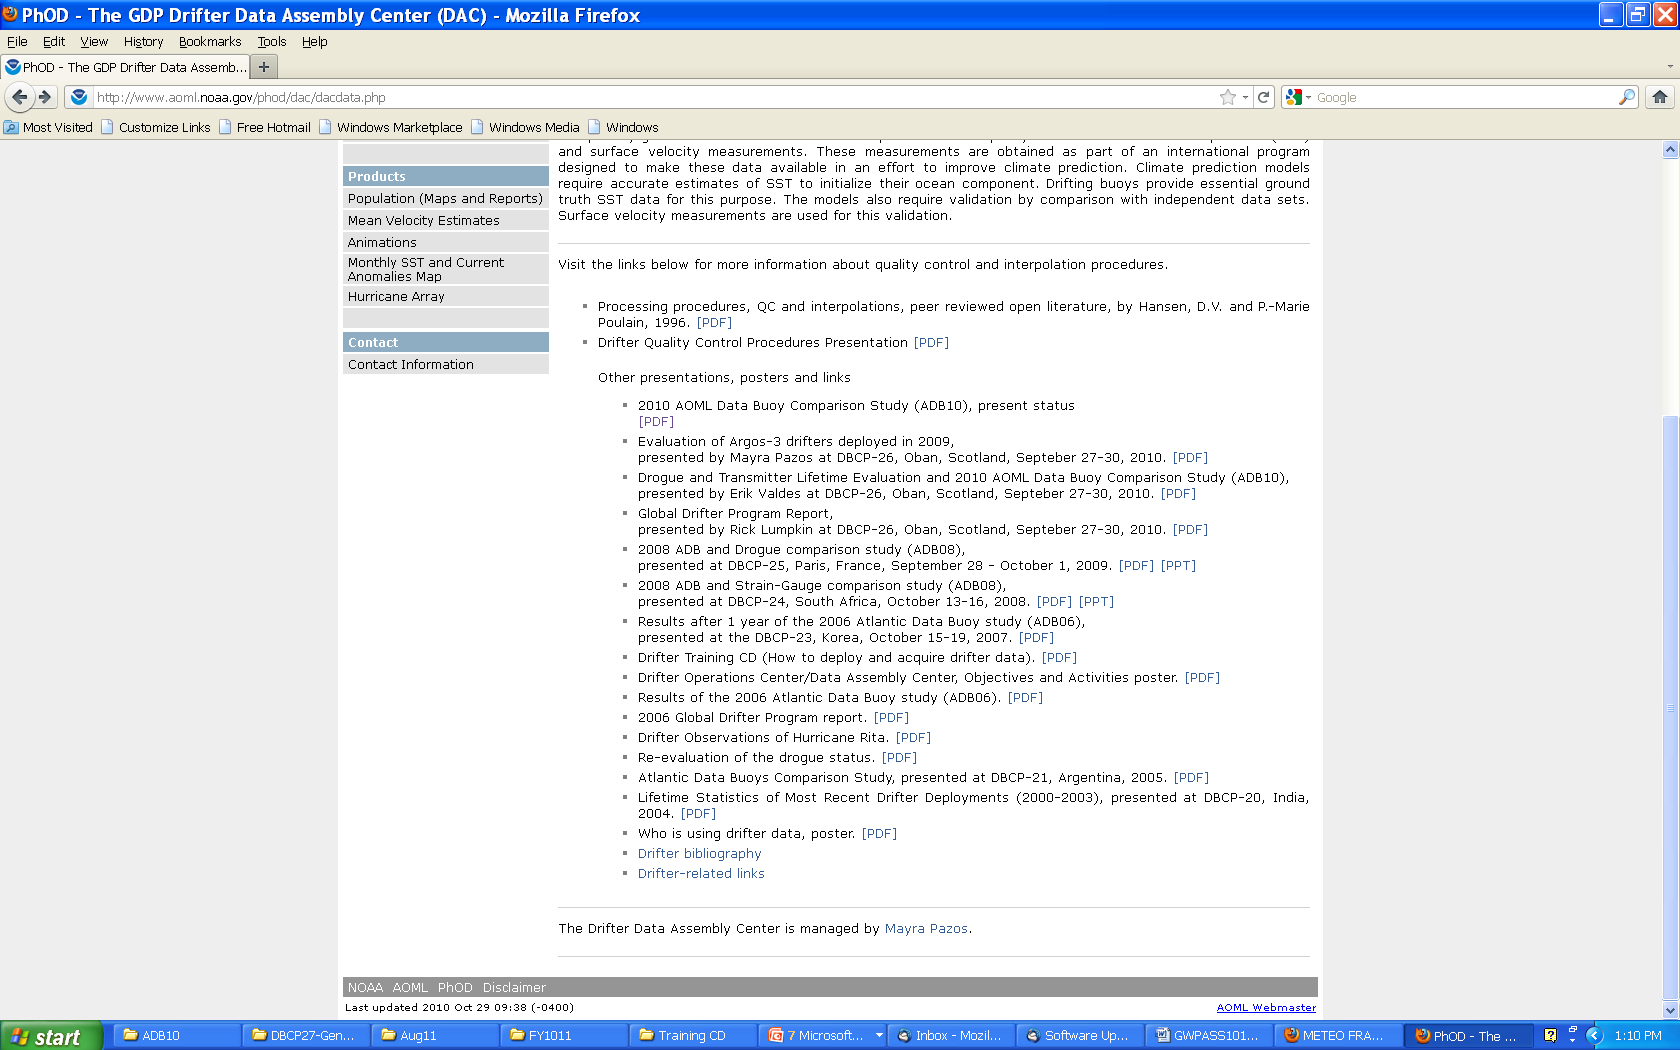 PhOD - The GDP Drifter Data Assembly Center (DAC) - Mozilla Firefox
File Edit View History Bookmarks Tools Help
PhOD - The GDP Drifter Data Assemb...
http://www.aoml.noaa.gov/phod/dac/dacdata.php
Google
Most Visited Customize Links Free Hotmail Windows Marketplace Windows Media Windows
Products
Population (Maps and Reports)
Mean Velocity Estimates
Animations
Monthly SST and Current
Anomalies Map
Hurricane Array
Contact
Contact Information
and surface velocity measurements. These measurements are obtained as part of an international program
designed to make these data available in an effort to improve climate prediction. Climate prediction models
require accurate estimates of SST to initialize their ocean component. Drifting buoys provide essential ground
truth SST data for this purpose. The models also require validation by comparison with independent data sets.
Surface velocity measurements are used for this validation.
Visit the links below for more information about quality control and interpolation procedures.
Processing procedures, QC and interpolations, peer reviewed open literature, by Hansen, D.V. and P.-Marie
Poulain, 1996. [PDF]
Drifter Quality Control Procedures Presentation [PDF]
Other presentations, posters and links
2010 AOML Data Buoy Comparison Study (ADB10), present status
[PDF]
Evaluation of Argos-3 drifters deployed in 2009,
presented by Mayra Pazos at DBCP-26, Oban, Scotland, Septeber 27-30, 2010. [PDF]
Drogue and Transmitter Lifetime Evaluation and 2010 AOML Data Buoy Comparison Study (ADB10),
presented by Erik Valdes at DBCP-26, Oban, Scotland, Septeber 27-30, 2010. [PDF]
Global Drifter Program Report,
presented by Rick Lumpkin at DBCP-26, Oban, Scotland, Septeber 27-30, 2010. [PDF]
2008 ADB and Drogue comparison study (ADB08),
presented at DBCP-25, Paris, France, September 28 - October 1, 2009. [PDF] [PPT]
2008 ADB and Strain-Gauge comparison study (ADB08),
presented at DBCP-24, South Africa, October 13-16, 2008. [PDF] [PPT]
Results after 1 year of the 2006 Atlantic Data Buoy study (ADB06),
presented at the DBCP-23, Korea, October 15-19, 2007. [PDF]
Drifter Training CD (How to deploy and acquire drifter data). [PDF]
Drifter Operations Center/Data Assembly Center, Objectives and Activities poster. [PDF]
Results of the 2006 Atlantic Data Buoy study (ADB06). [PDF]
2006 Global Drifter Program report. [PDF]
Drifter Observations of Hurricane Rita. [PDF]
Re-evaluation of the drogue status. [PDF]
Atlantic Data Buoys Comparison Study, presented at DBCP-21, Argentina, 2005. [PDF]
Lifetime Statistics of Most Recent Drifter Deployments (2000-2003), presented at DBCP-20, India,
2004. [PDF]
Who is using drifter data, poster. [PDF]
Drifter bibliography
Drifter-related links
The Drifter Data Assembly Center is managed by Mayra Pazos.
NOAA AOML PhOD Disclaimer
Last updated 2010 Oct 29 09:38 (-0400)
AOML Webmaster
start ADB10 DBCP27-Gen... Aug11 FY1011 Training CD 7 Microsoft... Inbox - Mozil... Software Up... GWPASS101... METEO FRA... PhOD - The ... 1:10 PM